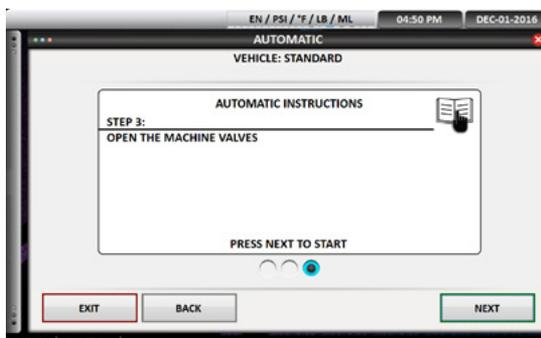 EN / PSI / °F / LB / ML 04:50 PM DEC-01-2016
AUTOMATIC
VEHICLE: STANDARD
AUTOMATIC INSTRUCTIONS
STEP 3:
OPEN THE MACHINE VALVES
PRESS NEXT TO START
EXIT BACK NEXT